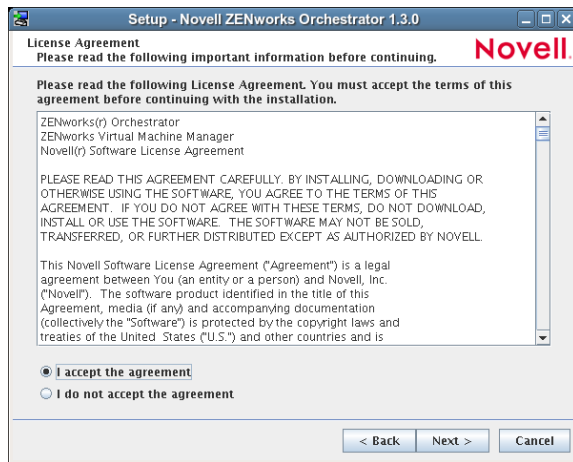 Setup - Novell ZENworks Orchestrator 1.3.0
License Agreement
Please read the following important information before continuing.
Novell.
Please read the following License Agreement. You must accept the terms of this
agreement before continuing with the installation.
ZENworks(r) Orchestrator
ZENworks Virtual Machine Manager
Novell(r) Software License Agreement
PLEASE READ THIS AGREEMENT CAREFULLY. BY INSTALLING, DOWNLOADING OR
OTHERWISE USING THE SOFTWARE, YOU AGREE TO THE TERMS OF THIS
AGREEMENT.  IF YOU DO NOT AGREE WITH THESE TERMS, DO NOT DOWNLOAD,
INSTALL OR USE THE SOFTWARE.  THE SOFTWARE MAY NOT BE SOLD,
TRANSFERRED, OR FURTHER DISTRIBUTED EXCEPT AS AUTHORIZED BY NOVELL.
This Novell Software License Agreement ("Agreement") is a legal
agreement between You (an entity or a person) and Novell, Inc.
("Novell").  The software product identified in the title of this
Agreement, media (if any) and accompanying documentation
(collectively the "Software") is protected by the copyright laws and
treaties of the United  States ("U.S.") and other countries and is
I accept the agreement
I do not accept the agreement
< Back
Next >
Cancel